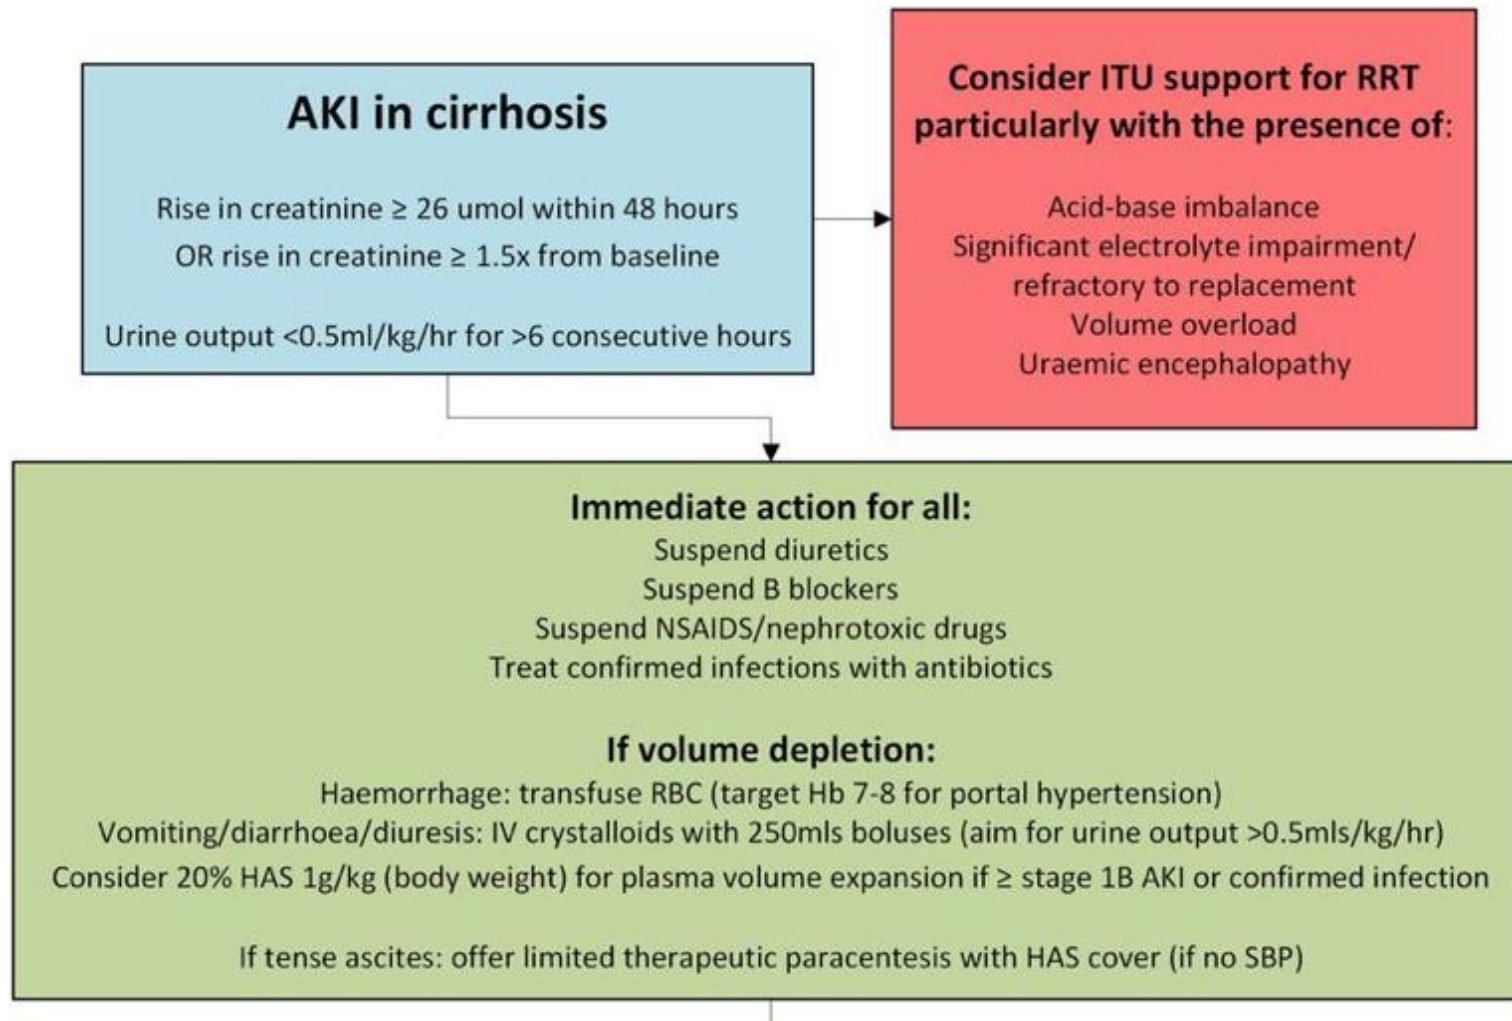 AKI in cirrhosis
Rise in creatinine ≥ 26 umol within 48 hours
OR rise in creatinine ≥ 1.5x from baseline
Urine output <0.5ml/kg/hr for >6 consecutive hours
Consider ITU support for RRT
particularly with the presence of:
Acid-base imbalance
Significant electrolyte impairment/
refractory to replacement
Volume overload
Uraemic encephalopathy
Immediate action for all:
Suspend diuretics
Suspend B blockers
Suspend NSAIDS/nephrotoxic drugs
Treat confirmed infections with antibiotics
If volume depletion:
Haemorrhage: transfuse RBC (target Hb 7-8 for portal hypertension)
Vomiting/diarrhoea/diuresis: IV crystalloids with 250mls boluses (aim for urine output >0.5mls/kg/hr)
Consider 20% HAS 1g/kg (body weight) for plasma volume expansion if ≥ stage 1B AKI or confirmed infection
If tense ascites: offer limited therapeutic paracentesis with HAS cover (if no SBP)